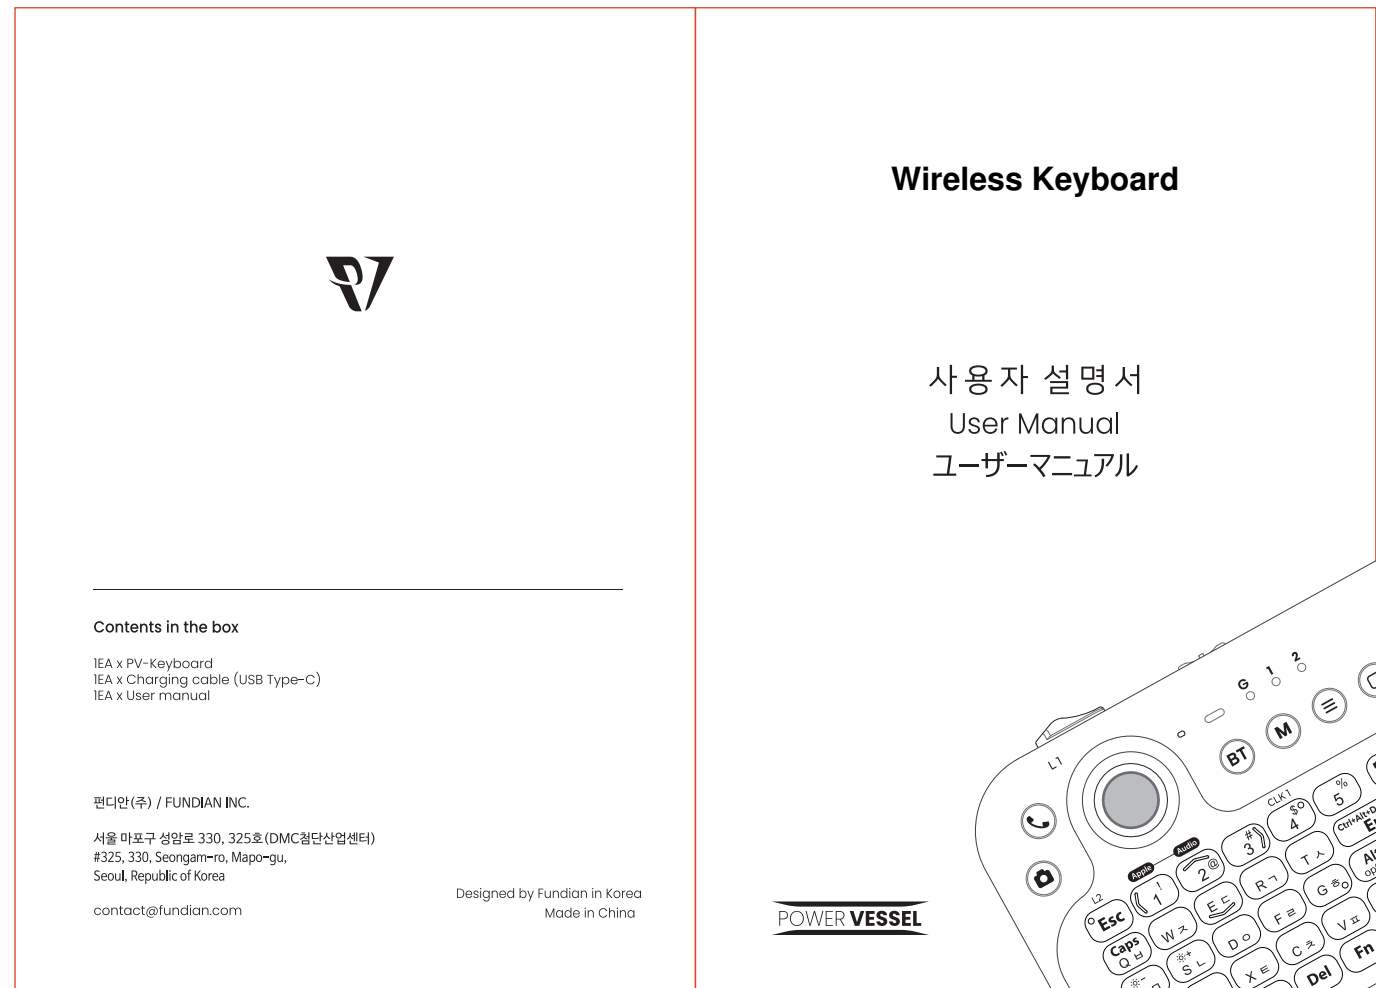 Contents in the box
1EA x PV-Keyboard
1EA x Charging cable (USB Type-C)
1EA x User manual
펀디안(주) / FUNDIAN INC.
서울 마포구 성암로 330, 325호(DMC첨단산업센터)
#325, 330, Seongam-ro, Mapo-gu,
Seoul, Republic of Korea
contact@fundian.com
Designed by Fundian in Korea
Made in China
Wireless Keyboard
사용자 설명서
User Manual
ユーザーマニュアル
POWER VESSEL
G 1 2
BT M
L1
CLK1
Apple Audio
L2
Esc ! 1 2 @ # 3 $ 4 % 5
Caps Q ㅂ W ㅈ E ㄷ R ㄱ T ㅅ
S ㄴ D ㅇ F ㄹ G ㅎ
X ㅌ C ㅊ V ㅍ
Del Fn